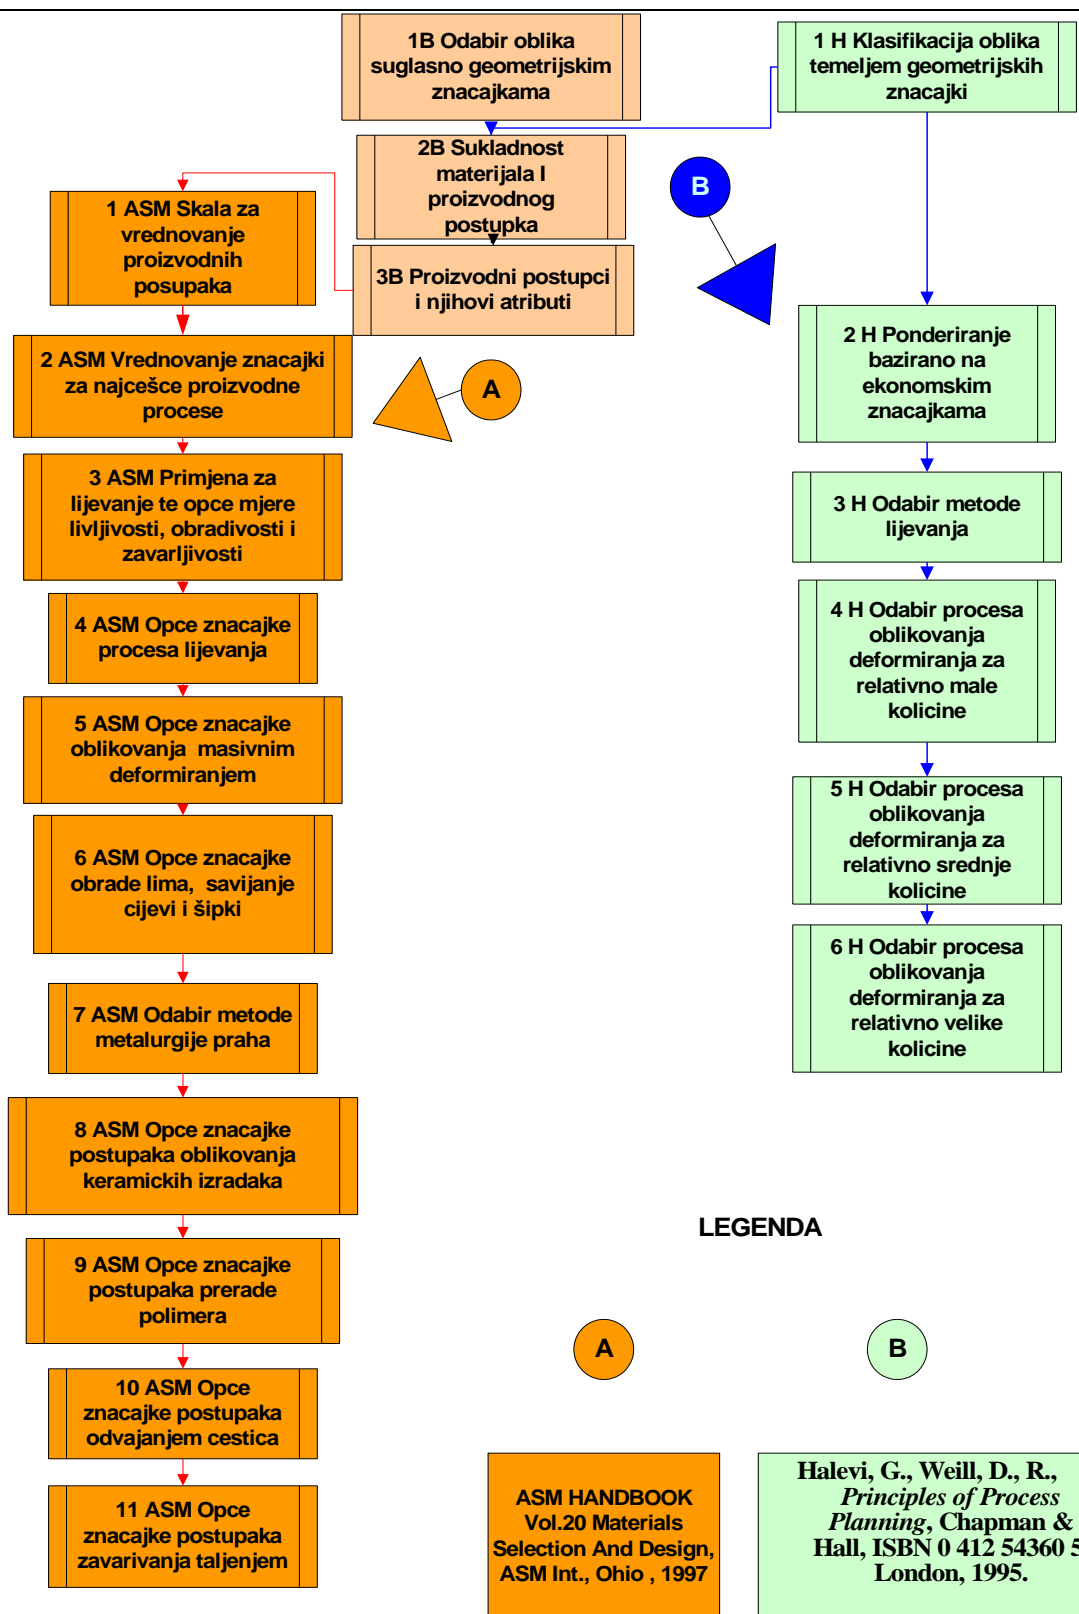 1B Odabir oblika
suglasno geometrijskim
znacajkama
1 H Klasifikacija oblika
temeljem geometrijskih
znacajki
2B Sukladnost
materijala I
proizvodnog
postupka
B
1 ASM Skala za
vrednovanje
proizvodnih
posupaka
3B Proizvodni postupci
i njihovi atributi
2 ASM Vrednovanje znacajki
za najcešce proizvodne
procese
A
2 H Ponderiranje
bazirano na
ekonomskim
znacajkama
3 ASM Primjena za
lijevanje te opce mjere
livljivosti, obradivosti i
zavarljivosti
3 H Odabir metode
lijevanja
4 ASM Opce znacajke
procesa lijevanja
4 H Odabir procesa
oblikovanja
deformiranja za
relativno male
kolicine
5 ASM Opce znacajke
oblikovanja masivnim
deformiranjem
5 H Odabir procesa
oblikovanja
deformiranja za
relativno srednje
kolicine
6 ASM Opce znacajke
obrade lima, savijanje
cijevi i šipki
6 H Odabir procesa
oblikovanja
deformiranja za
relativno velike
kolicine
7 ASM Odabir metode
metalurgije praha
8 ASM Opce znacajke
postupaka oblikovanja
keramickih izradaka
9 ASM Opce znacajke
postupaka prerade
polimera
10 ASM Opce
znacajke postupaka
odvajanjem cestica
11 ASM Opce
znacajke postupaka
zavarivanja taljenjem
LEGENDA
A
B
ASM HANDBOOK
Vol.20 Materials
Selection And Design,
ASM Int., Ohio , 1997
Halevi, G., Weill, D., R.,
Principles of Process
Planning, Chapman &
Hall, ISBN 0 412 54360 5
London, 1995.